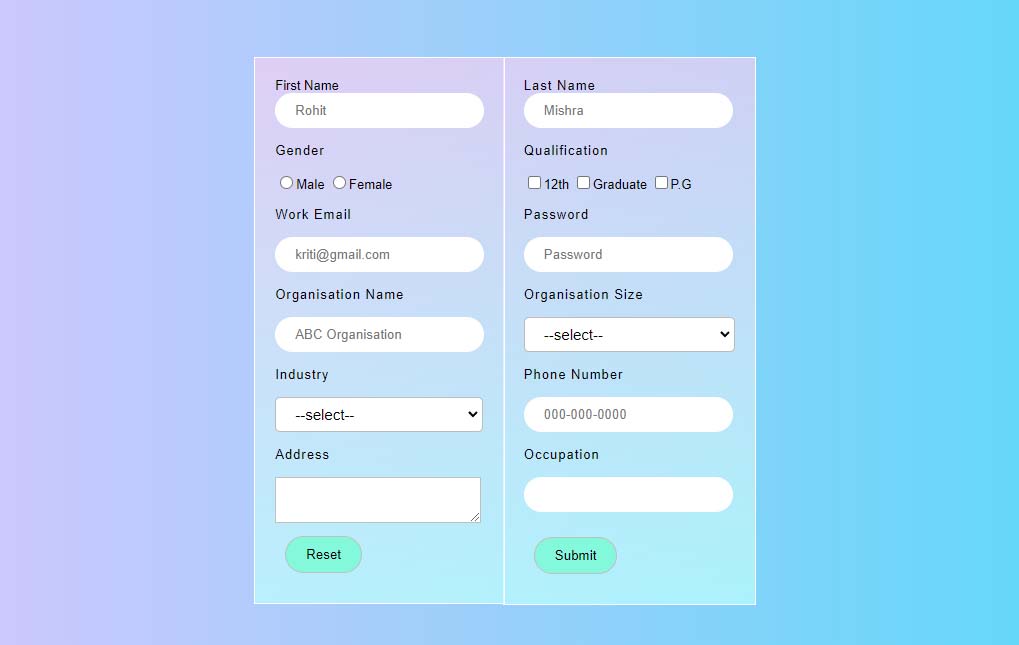 First Name
Last Name
Rohit
Mishra
Gender
Qualification
Male Female
12th Graduate P.G
Work Email
Password
kriti@gmail.com
Password
Organisation Name
Organisation Size
ABC Organisation
--select--
Industry
Phone Number
--select--
000-000-0000
Address
Occupation
Reset
Submit